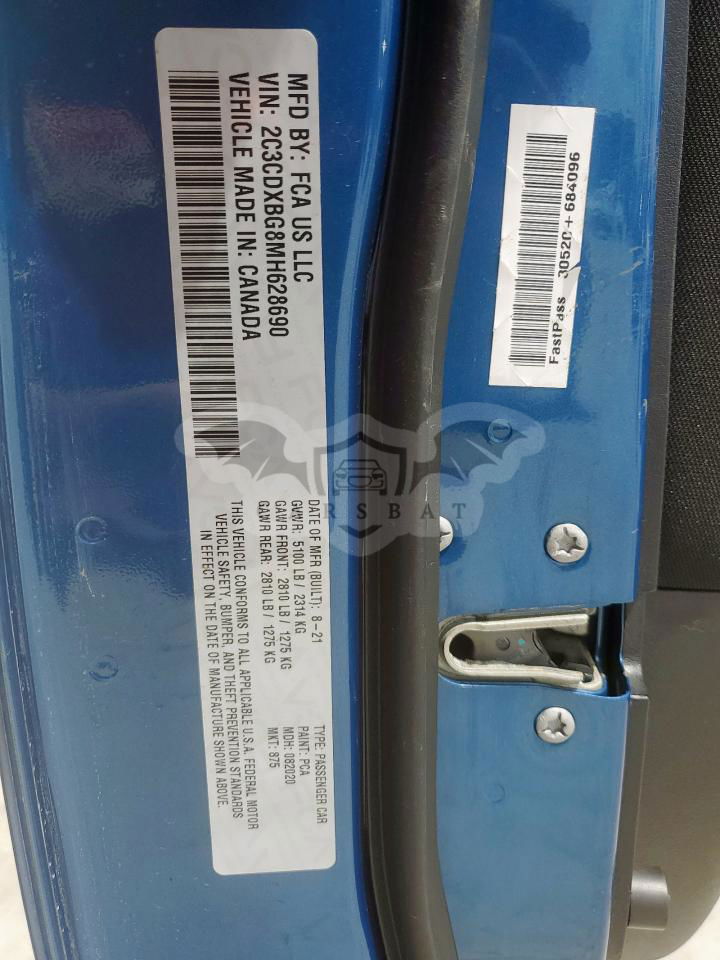 MFD BY: FCA US LLC
VIN: 2C3CDXBG8MH628690
VEHICLE MADE IN: CANADA
DATE OF MFR (BUILT): 8-21
GVWR: 5100 LB / 2314 KG
GAWR FRONT: 2810 LB / 1275 KG
GAWR REAR: 2810 LB / 1275 KG
THIS VEHICLE CONFORMS TO ALL APPLICABLE U.S.A. FEDERAL MOTOR
VEHICLE SAFETY, BUMPER, AND THEFT PREVENTION STANDARDS
IN EFFECT ON THE DATE OF MANUFACTURE SHOWN ABOVE.
TYPE: PASSENGER CAR
PAINT: PCA
MDH: 082020
MKT: 875
FastPass 30520+684096
RSBAT